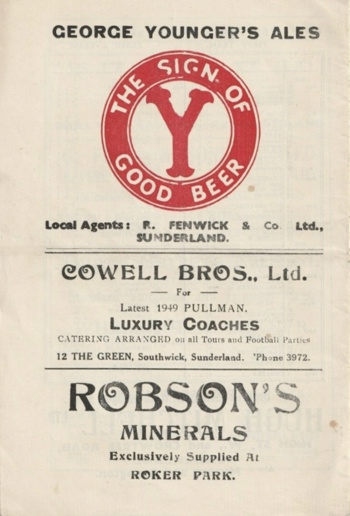 GEORGE YOUNGER'S ALES
THE SIGN OF
Y
GOOD BEER
Local Agents: R. FENWICK & Co. Ltd.,
SUNDERLAND.
COWELL BROS., Ltd.
— For —
Latest 1949 PULLMAN.
LUXURY COACHES
CATERING ARRANGED on all Tours and Football Parties
12 THE GREEN, Southwick, Sunderland. 'Phone 3972.
ROBSON'S
MINERALS
Exclusively Supplied At
ROKER PARK.